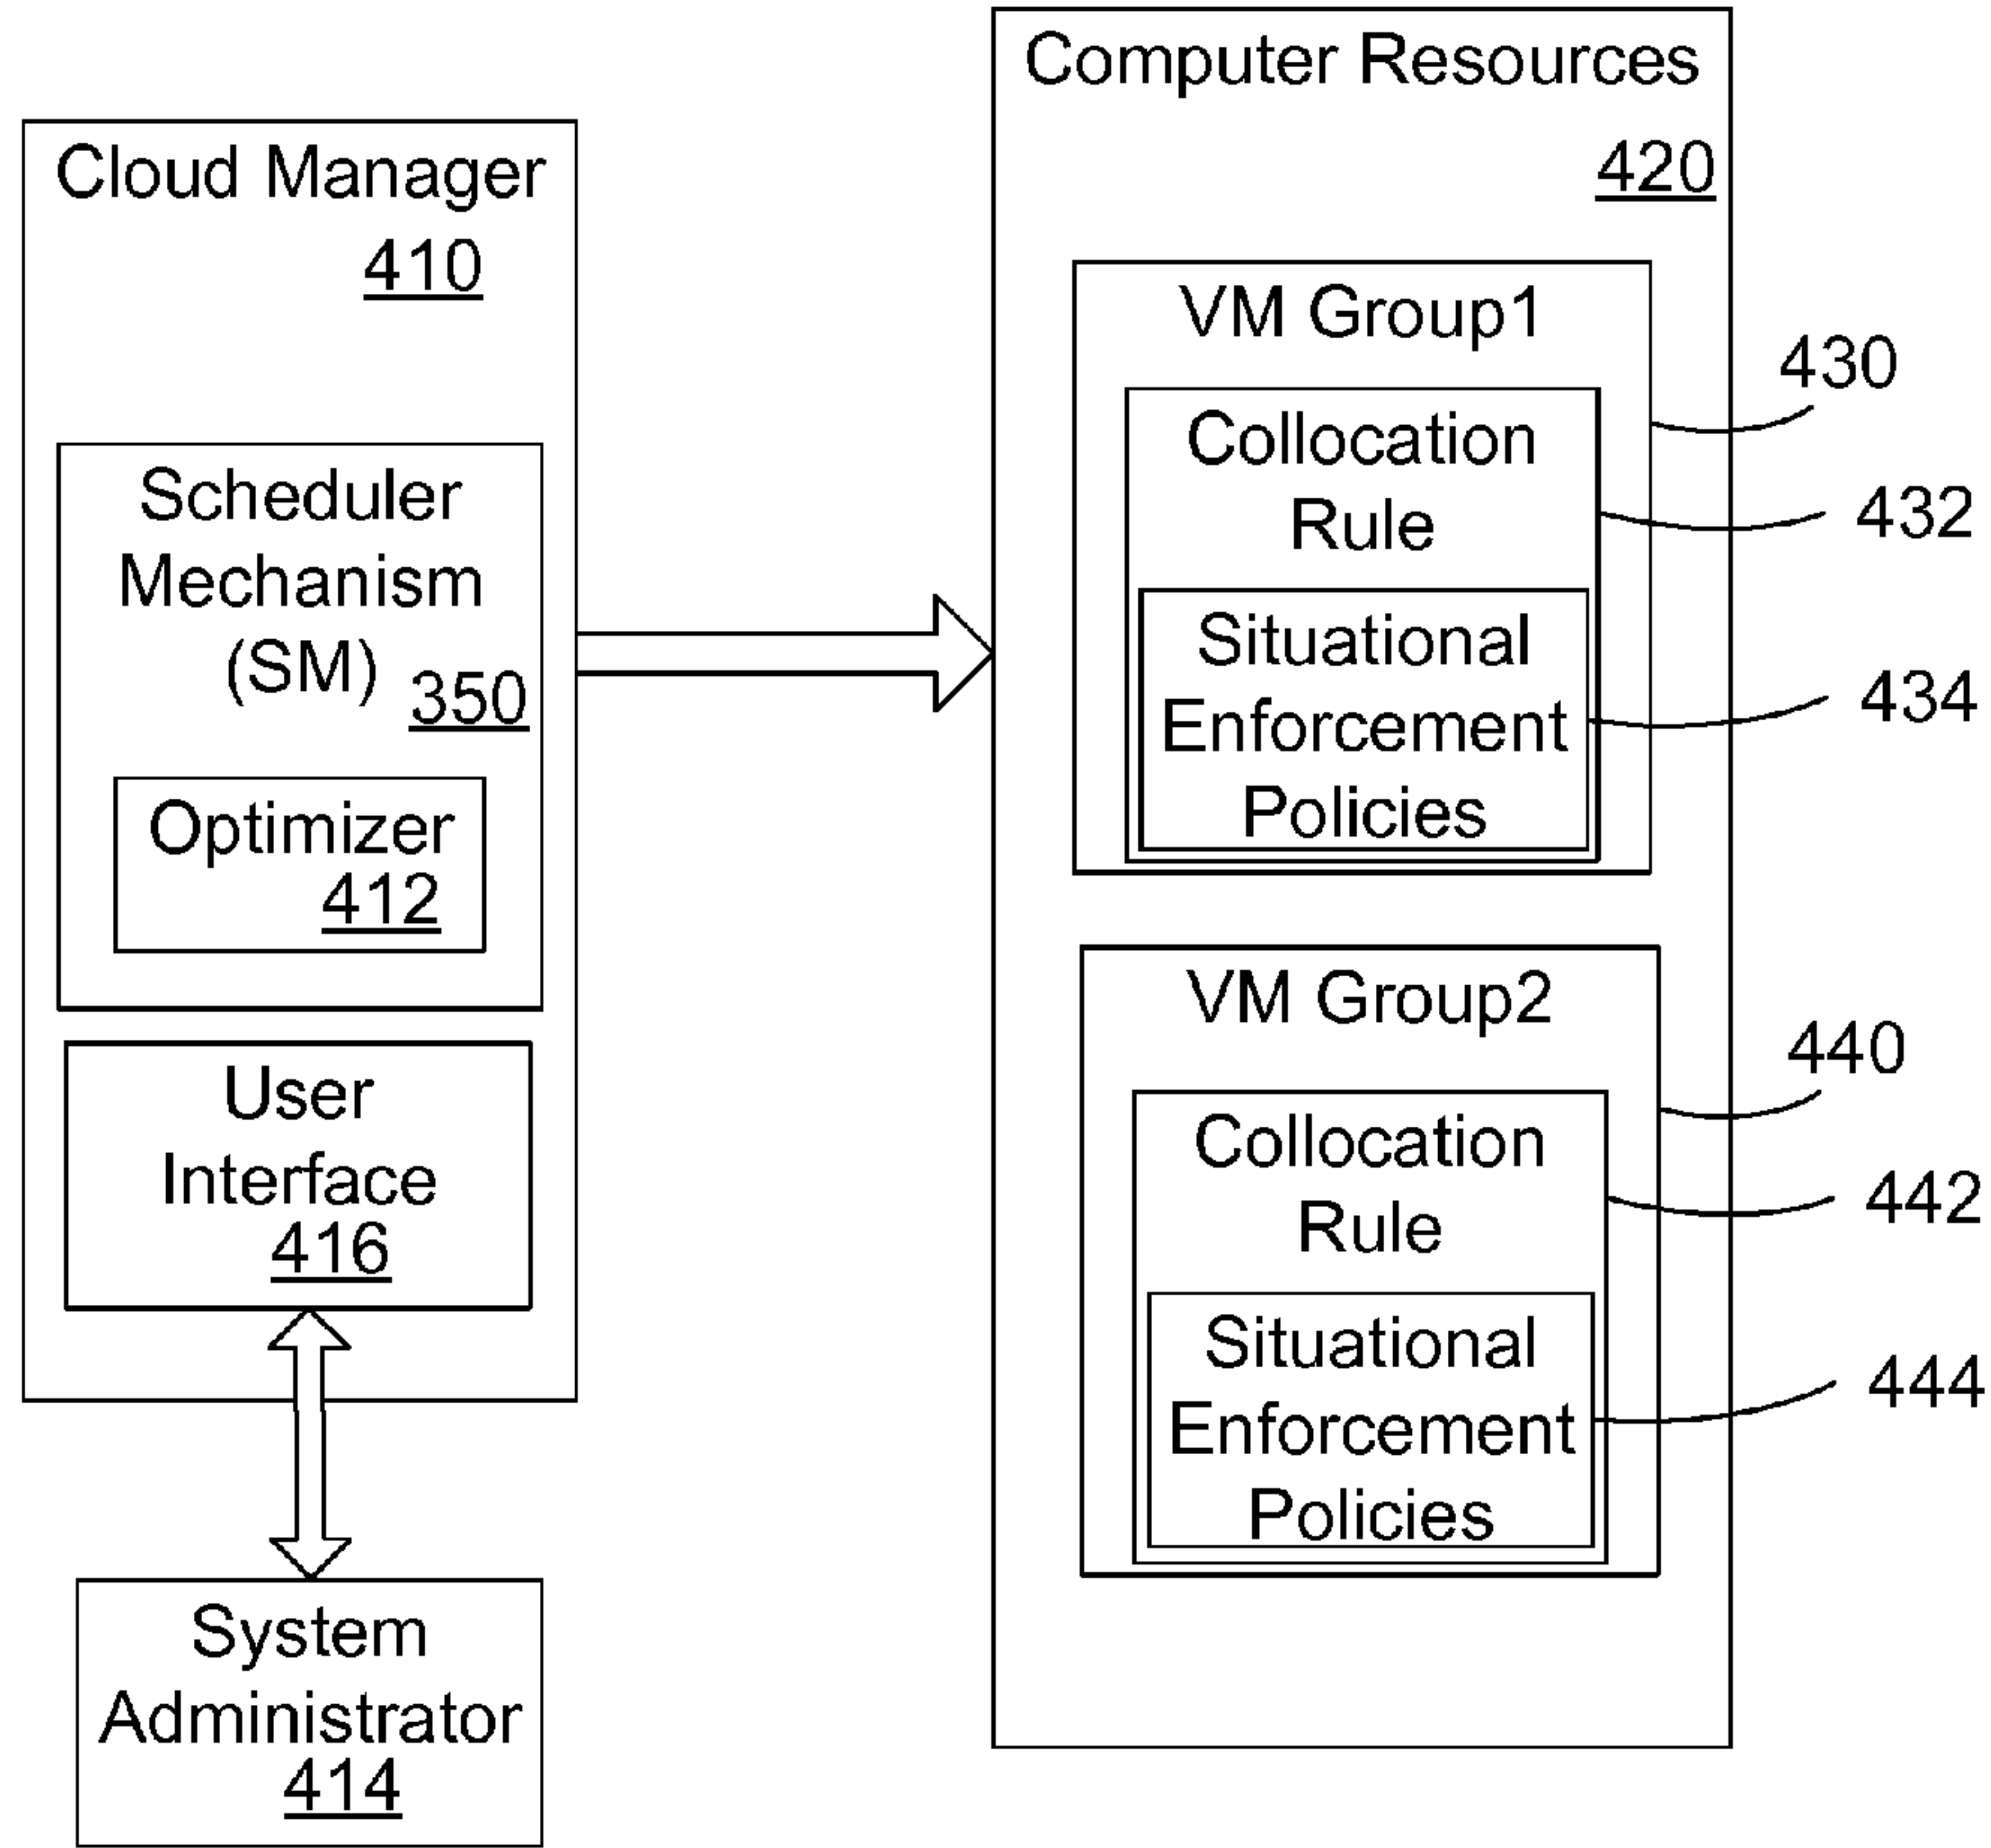 Cloud Manager
410
Scheduler
Mechanism
(SM)
350
Optimizer
412
User
Interface
416
System
Administrator
414
Computer Resources
420
VM Group1
430
Collocation
Rule
432
Situational
Enforcement
Policies
434
VM Group2
440
Collocation
Rule
442
Situational
Enforcement
Policies
444